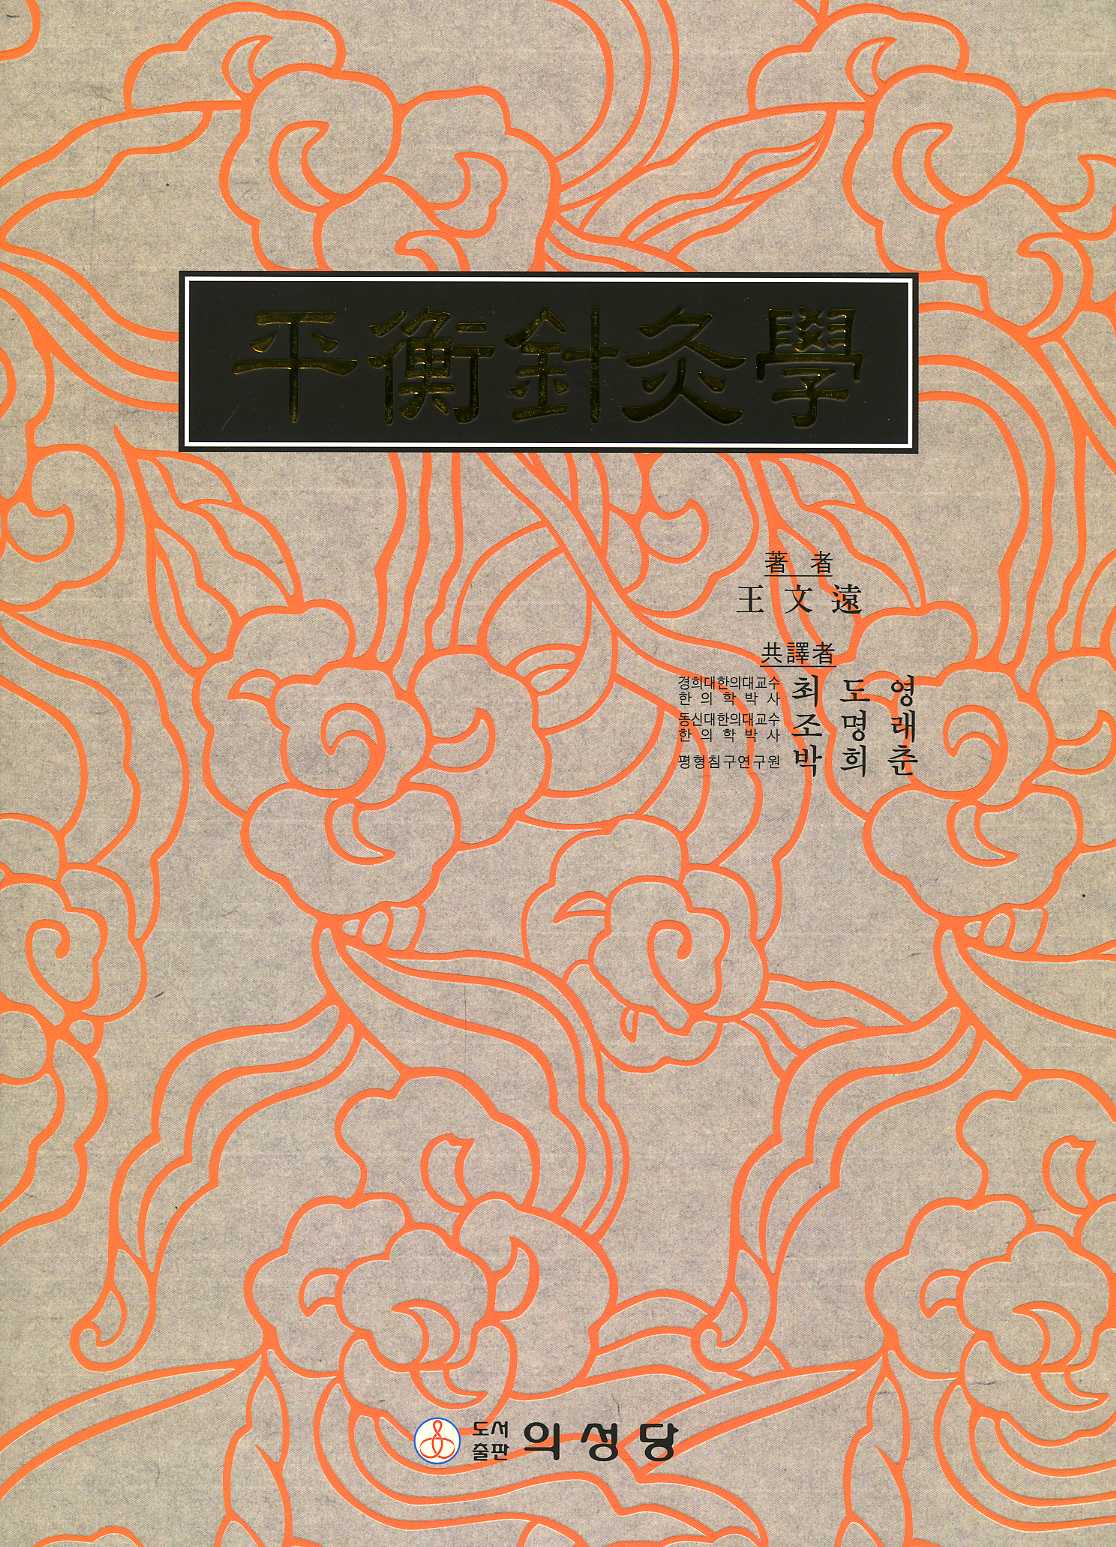 平衡針灸學
著 者
王 文 遠
共譯者
경희대한의대교수
한 의 학 박 사
최 도 영
동신대한의대교수
한 의 학 박 사
조 명 래
평형침구연구원 박 희 춘
도서
출판
의성당